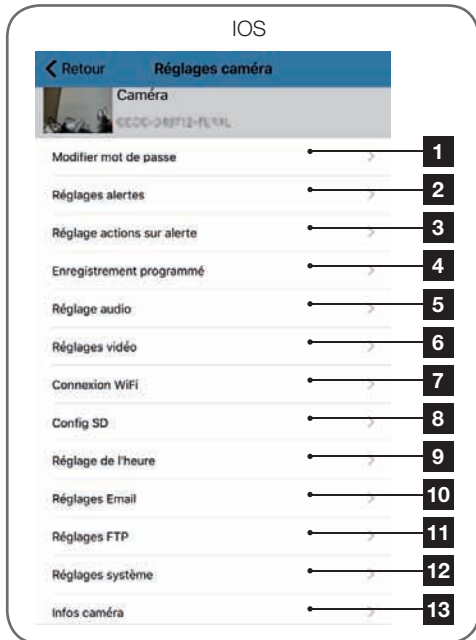 IOS
Retour Réglages caméra
Caméra
Modifier mot de passe 1
Réglages alertes 2
Réglage actions sur alerte 3
Enregistrement programmé 4
Réglage audio 5
Réglages vidéo 6
Connexion WiFi 7
Config SD 8
Réglage de l'heure 9
Réglages Email 10
Réglages FTP 11
Réglages système 12
Infos caméra 13